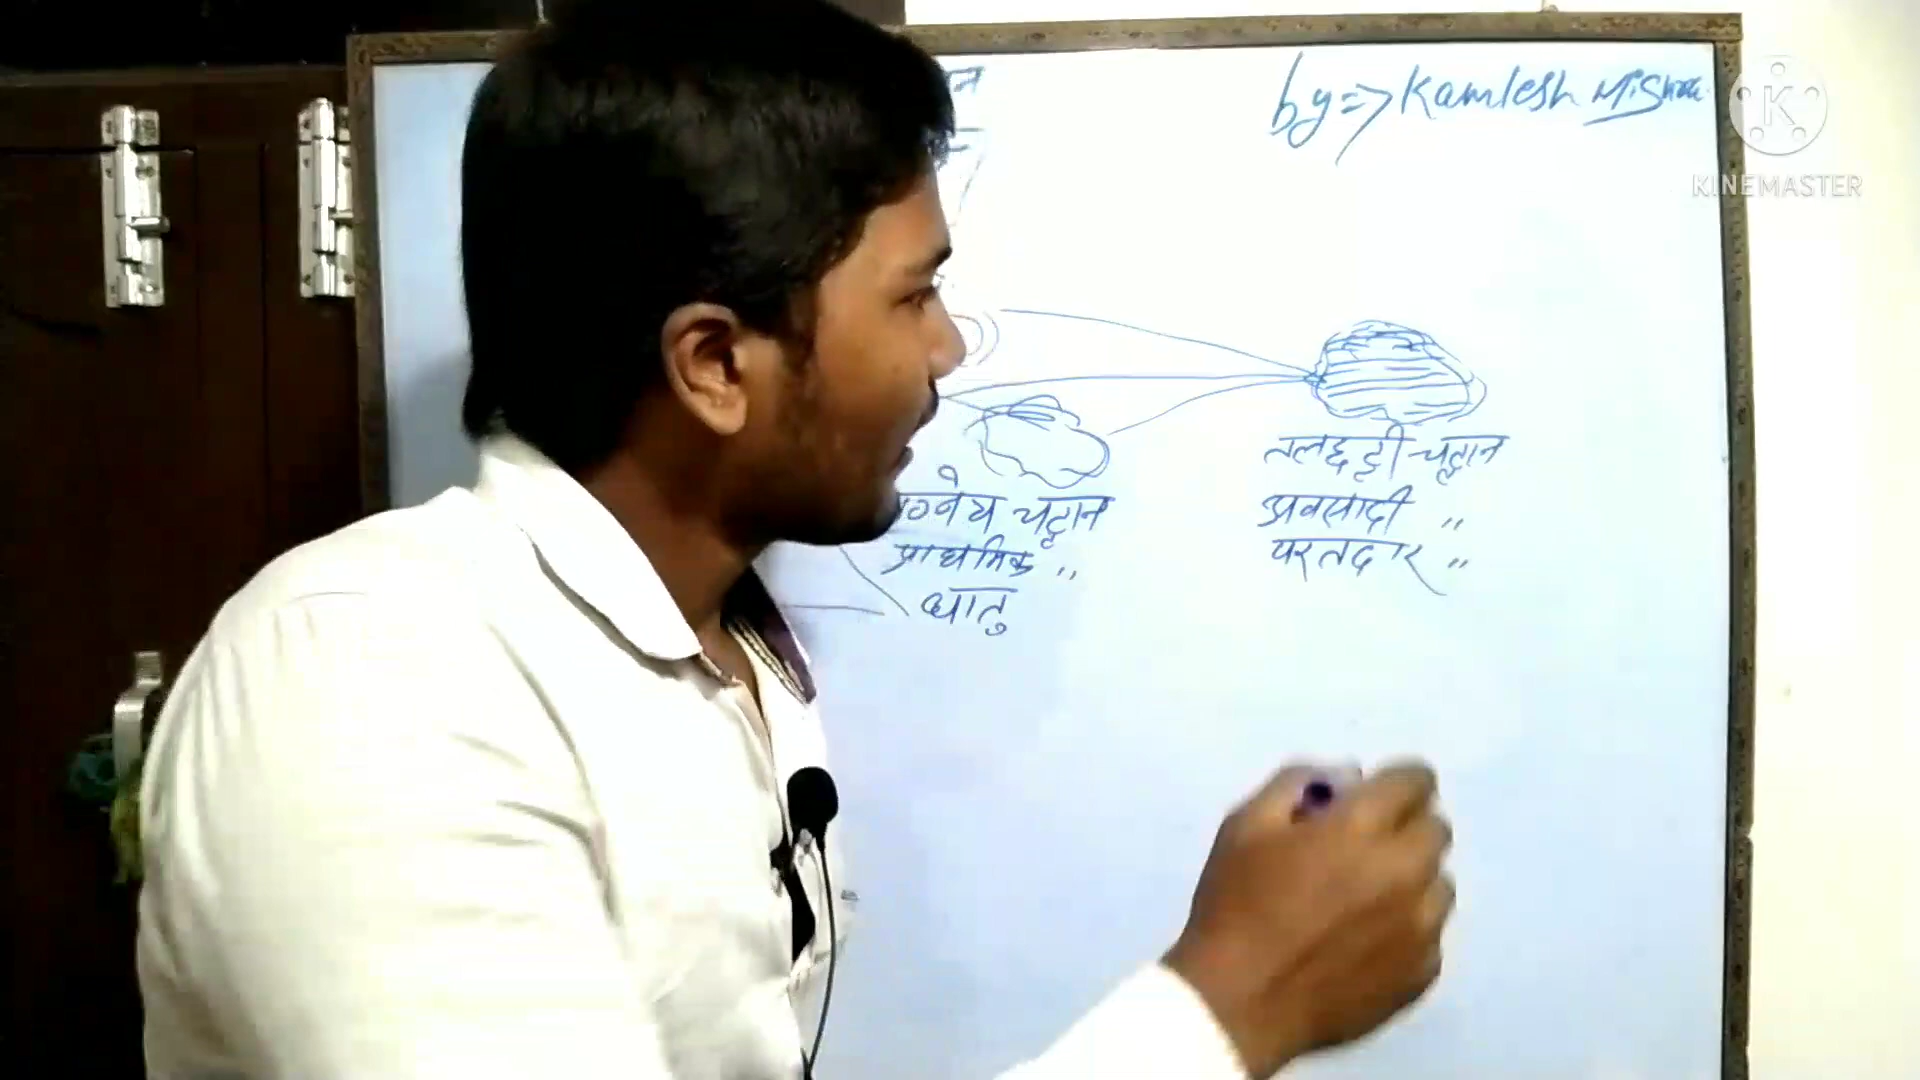 by => Kamlesh Mishra
KINEMASTER
चट्टान
प्राथमिक ,,
धातु
तलछट्टी चट्टान
अवसादी ,,
परतदार ,,